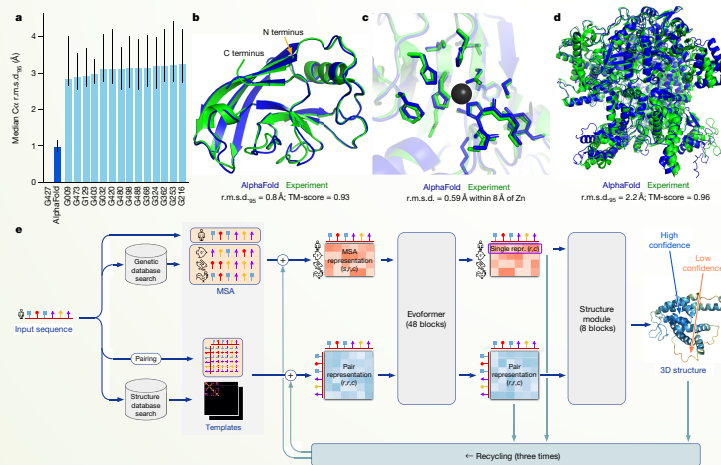 a
Median Cα r.m.s.d.95 (Å)
4
3
2
1
0
G427
AlphaFold
G009
G473
G129
G403
G032
G420
G480
G498
G488
G368
G324
G362
G253
G216
b
N terminus
C terminus
AlphaFold Experiment
r.m.s.d.95 = 0.8 Å; TM-score = 0.93
c
AlphaFold Experiment
r.m.s.d. = 0.59 Å within 8 Å of Zn
d
AlphaFold Experiment
r.m.s.d.95 = 2.2 Å; TM-score = 0.96
e
Input sequence
Genetic
database
search
MSA
Pairing
Structure
database
search
Templates
MSA
representation
(s,r,c)
Pair
representation
(r,r,c)
Evoformer
(48 blocks)
Single repr. (r,c)
Pair
representation
(r,r,c)
Structure
module
(8 blocks)
High
confidence
Low
confidence
3D structure
← Recycling (three times)